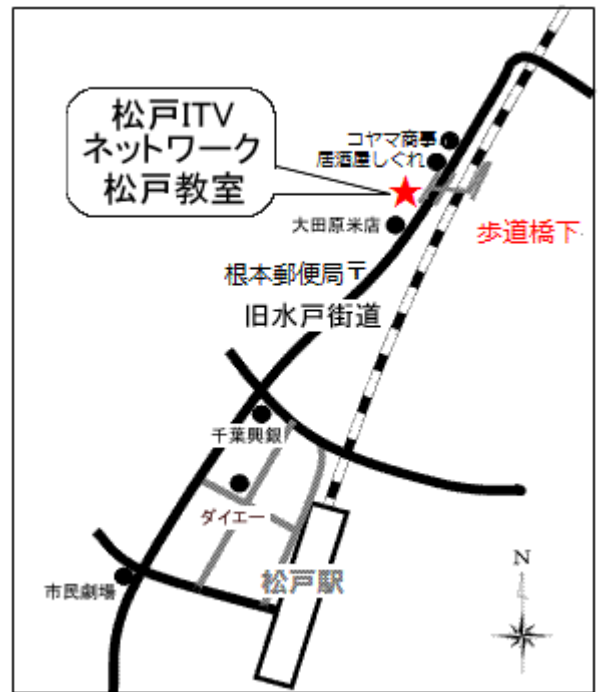 松戸ITV
ネットワーク
松戸教室
コヤマ商事
居酒屋しぐれ
大田原米店
歩道橋下
根本郵便局〒
旧水戸街道
千葉興銀
ダイエー
松戸駅
市民劇場
N